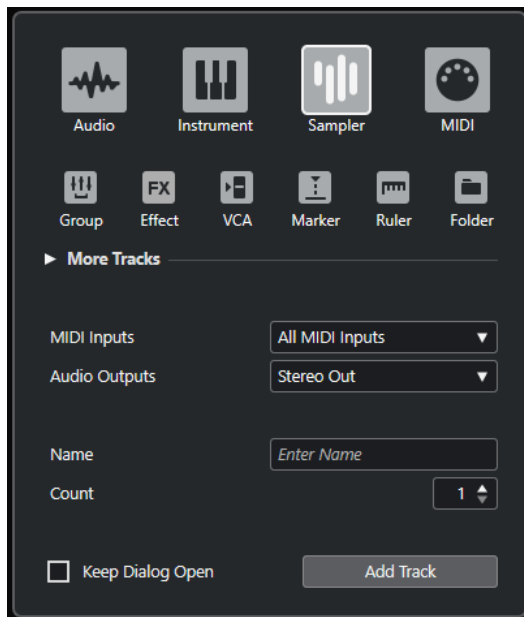 Audio Instrument Sampler MIDI
FX
Group Effect VCA Marker Ruler Folder
More Tracks
MIDI Inputs All MIDI Inputs
Audio Outputs Stereo Out
Name Enter Name
Count 1
Keep Dialog Open Add Track